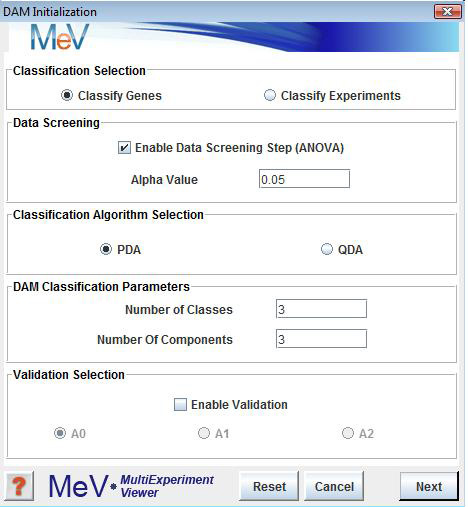 DAM Initialization
MeV
Classification Selection
Classify Genes
Classify Experiments
Data Screening
Enable Data Screening Step (ANOVA)
Alpha Value
0.05
Classification Algorithm Selection
PDA
QDA
DAM Classification Parameters
Number of Classes
3
Number Of Components
3
Validation Selection
Enable Validation
A0
A1
A2
?
MeV
MultiExperiment
Viewer
Reset
Cancel
Next